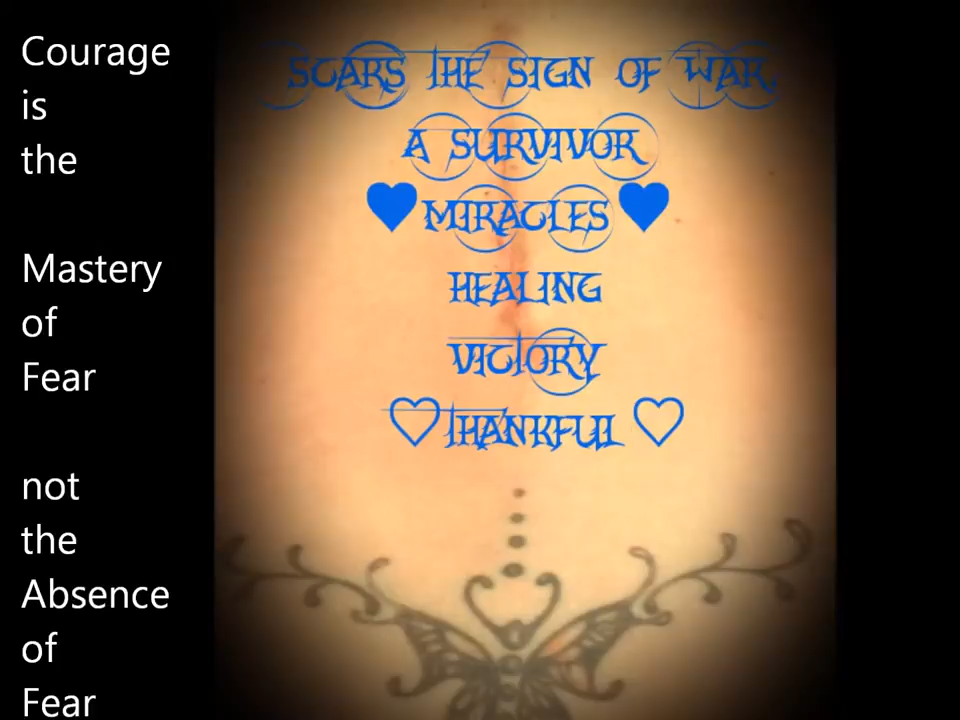 Courage
is
the
Mastery
of
Fear
not
the
Absence
of
Fear
SCARS THE SIGN OF WAR,
A SURVIVOR
♥MIRACLES♥
HEALING
VICTORY
♡THANKFUL♡